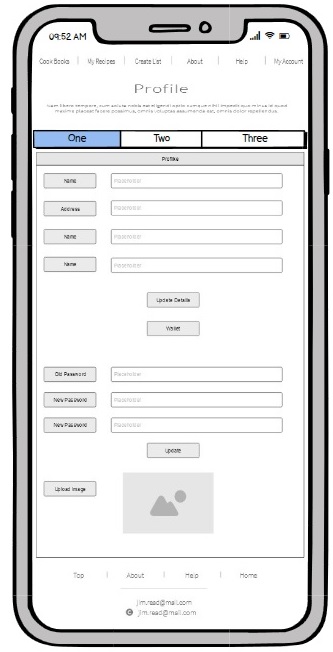 09:52 AM
Cook Books | My Recipes | Create List | About | Help | My Account
Profile
Nam libero tempore, cum soluta nobis est eligendi optio cumque nihil impedit quo minus id quod
maxime placeat facere possimus, omnis voluptas assumenda est, omnis dolor repellendus.
One Two Three
Profile
Name Placeholder
Address Placeholder
Name Placeholder
Name Placeholder
Update Details
Wallet
Old Password Placeholder
New Password Placeholder
New Password Placeholder
Update
Upload Image
Top | About | Help | Home
jim.read@mail.com
jim.read@mail.com